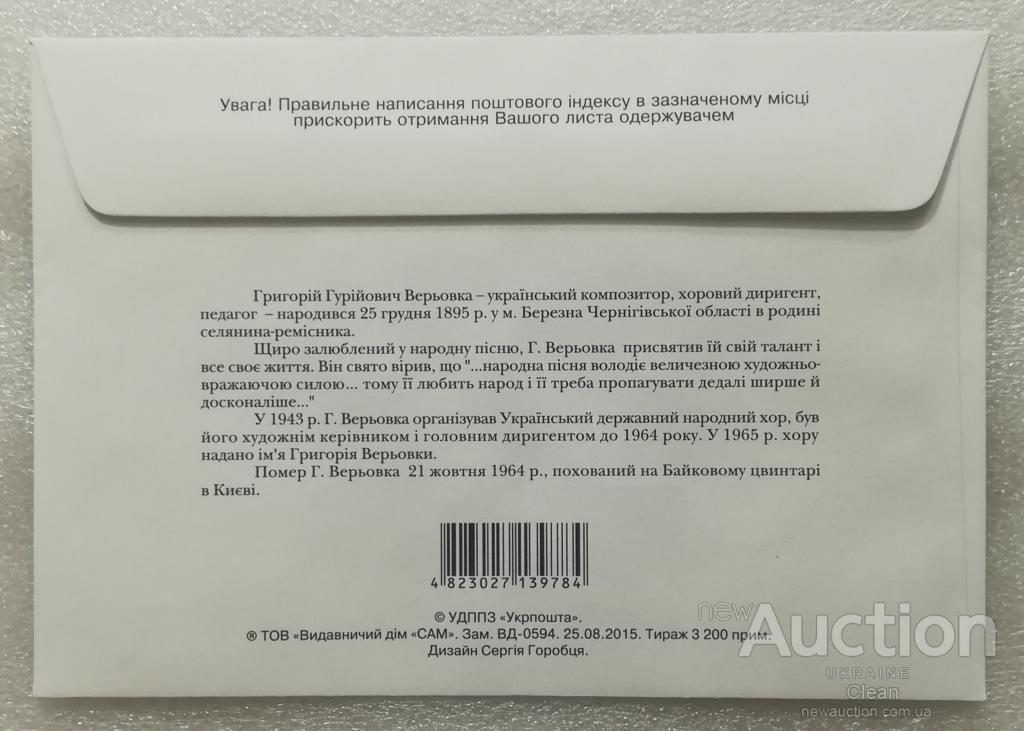 Увага! Правильне написання поштового індексу в зазначеному місці
прискорить отримання Вашого листа одержувачем
Григорій Гурійович Верьовка – український композитор, хоровий диригент,
педагог – народився 25 грудня 1895 р. у м. Березна Чернігівської області в родині
селянина-ремісника.
Щиро залюблений у народну пісню, Г. Верьовка присвятив їй свій талант і
все своє життя. Він свято вірив, що "...народна пісня володіє величезною художньо-
вражаючою силою... тому її любить народ і її треба пропагувати дедалі ширше й
досконаліше..."
У 1943 р. Г. Верьовка організував Український державний народний хор, був
його художнім керівником і головним диригентом до 1964 року. У 1965 р. хору
надано ім'я Григорія Верьовки.
Помер Г. Верьовка 21 жовтня 1964 р., похований на Байковому цвинтарі
в Києві.
4 823027 139784
© УДППЗ «Укрпошта».
® ТОВ «Видавничий дім «САМ». Зам. ВД-0594. 25.08.2015. Тираж 3 200 прим.
Дизайн Сергія Горобця.
newAuction
UKRAINE
Clean
newauction.com.ua